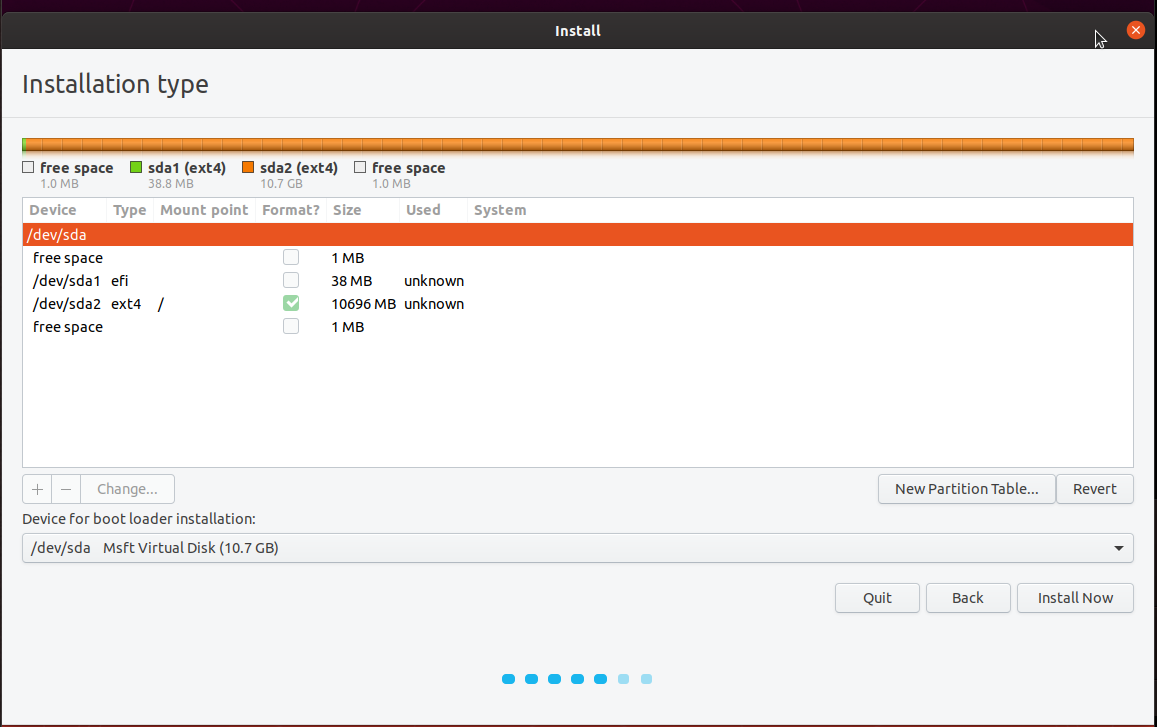 Install
Installation type
free space sda1 (ext4) sda2 (ext4) free space
1.0 MB 38.8 MB 10.7 GB 1.0 MB
Device Type Mount point Format? Size Used System
/dev/sda
free space 1 MB
/dev/sda1 efi 38 MB unknown
/dev/sda2 ext4 / 10696 MB unknown
free space 1 MB
+ − Change... New Partition Table... Revert
Device for boot loader installation:
/dev/sda Msft Virtual Disk (10.7 GB)
Quit Back Install Now